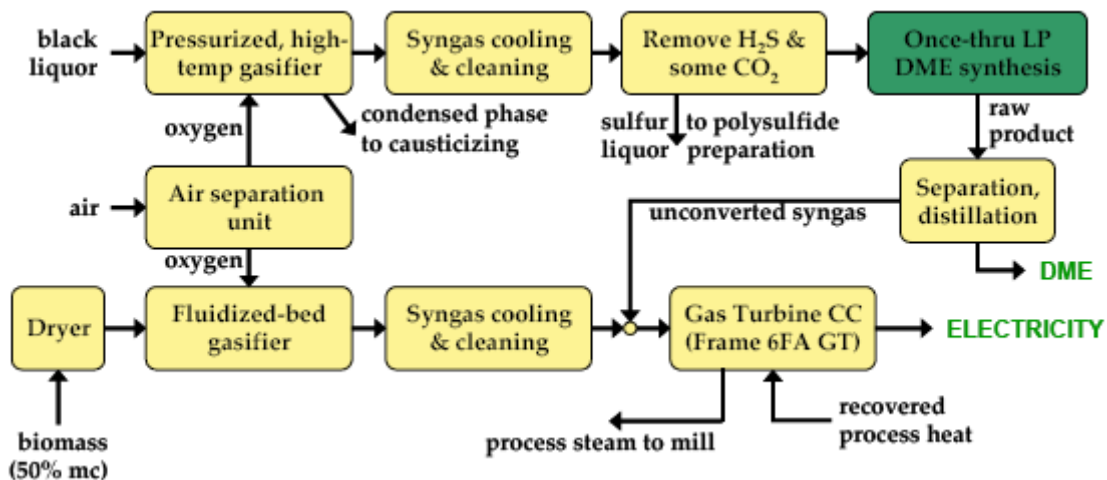 black
liquor
Pressurized, high-
temp gasifier
Syngas cooling
& cleaning
Remove H₂S &
some CO₂
Once-thru LP
DME synthesis
oxygen
condensed phase
to causticizing
sulfur
liquor
to polysulfide
preparation
raw
product
air
Air separation
unit
unconverted syngas
Separation,
distillation
oxygen
DME
Dryer
Fluidized-bed
gasifier
Syngas cooling
& cleaning
Gas Turbine CC
(Frame 6FA GT)
ELECTRICITY
biomass
(50% mc)
process steam to mill
recovered
process heat